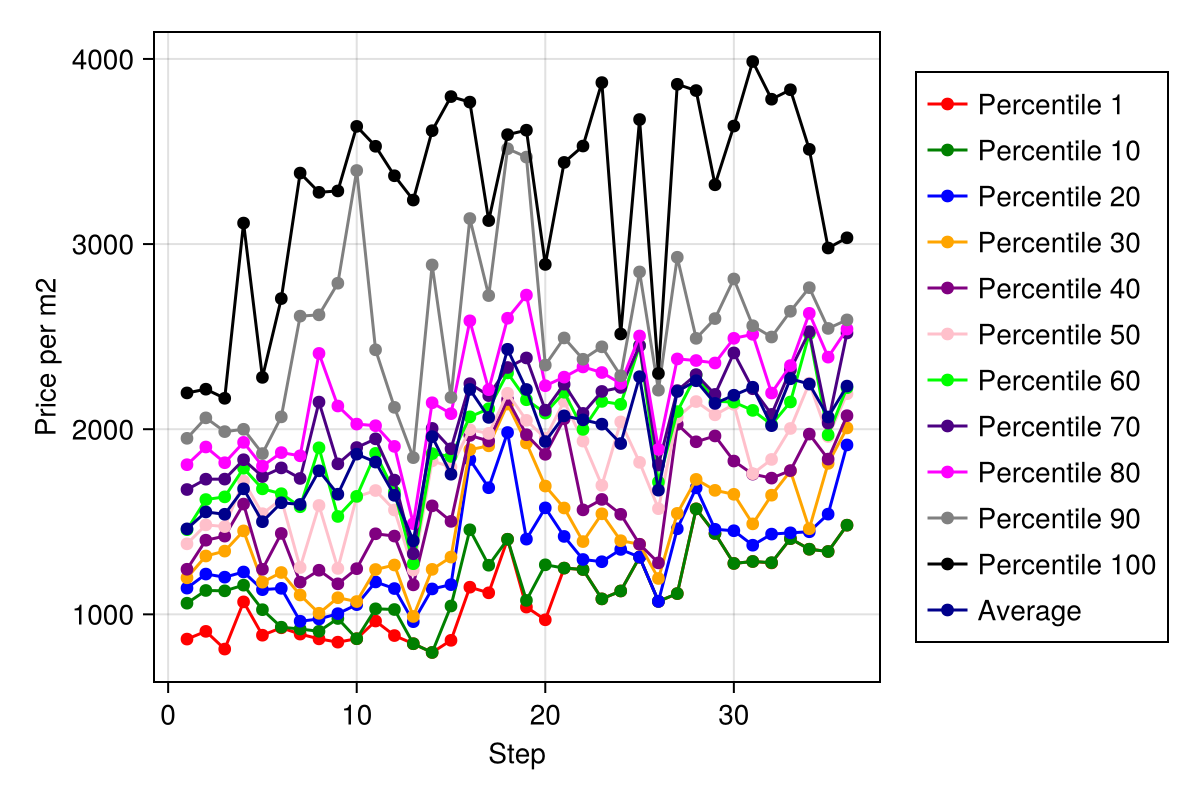 4000
3000
2000
1000
Price per m2
0
10
20
30
Step
Percentile 1
Percentile 10
Percentile 20
Percentile 30
Percentile 40
Percentile 50
Percentile 60
Percentile 70
Percentile 80
Percentile 90
Percentile 100
Average